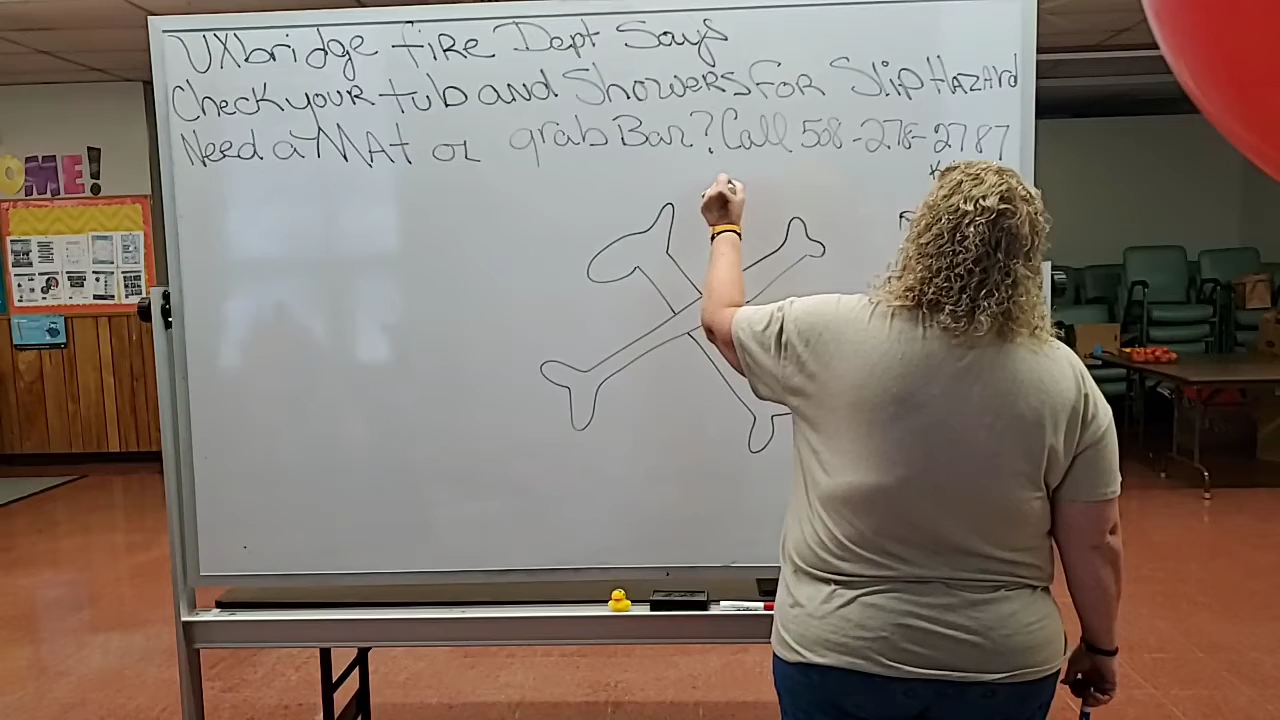 UXbridge fire Dept Says
Check your tub and Showers For Slip HAZArd
Need a MAt or grab Bar? Call 508-278-2787
OME!